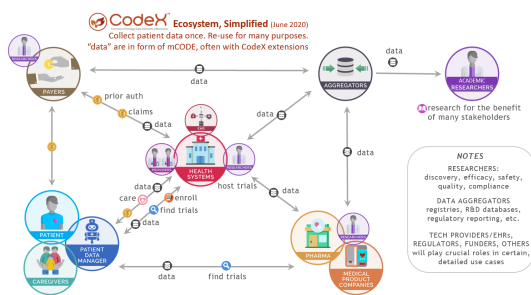 CodeX Ecosystem, Simplified (June 2020)
Collect patient data once. Re-use for many purposes.
"data" are in form of mCODE, often with CodeX extensions
PAYERS
data
AGGREGATORS
data
ACADEMIC
RESEARCHERS
research for the benefit
of many stakeholders
prior auth
claims
data
data
data
EHR
HEALTH
SYSTEMS
host trials
data
care
enroll
data
find trials
data
PATIENT
PATIENT
DATA
MANAGER
CAREGIVERS
PHARMA
MEDICAL
PRODUCT
COMPANIES
data
find trials
NOTES
RESEARCHERS:
discovery, efficacy, safety,
quality, compliance
DATA AGGREGATORS
registries, R&D databases,
regulatory reporting, etc.
TECH PROVIDERS/EHRs,
REGULATORS, FUNDERS, OTHERS
will play crucial roles in certain,
detailed use cases